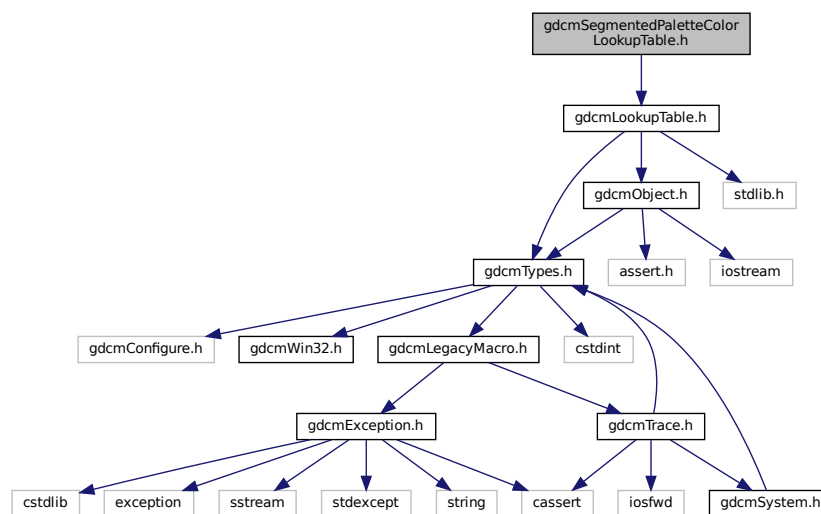 gdcmSegmentedPaletteColor
LookupTable.h
gdcmLookupTable.h
gdcmObject.h
stdlib.h
gdcmTypes.h
assert.h
iostream
gdcmConfigure.h
gdcmWin32.h
gdcmLegacyMacro.h
cstdint
gdcmException.h
gdcmTrace.h
cstdlib
exception
sstream
stdexcept
string
cassert
iosfwd
gdcmSystem.h